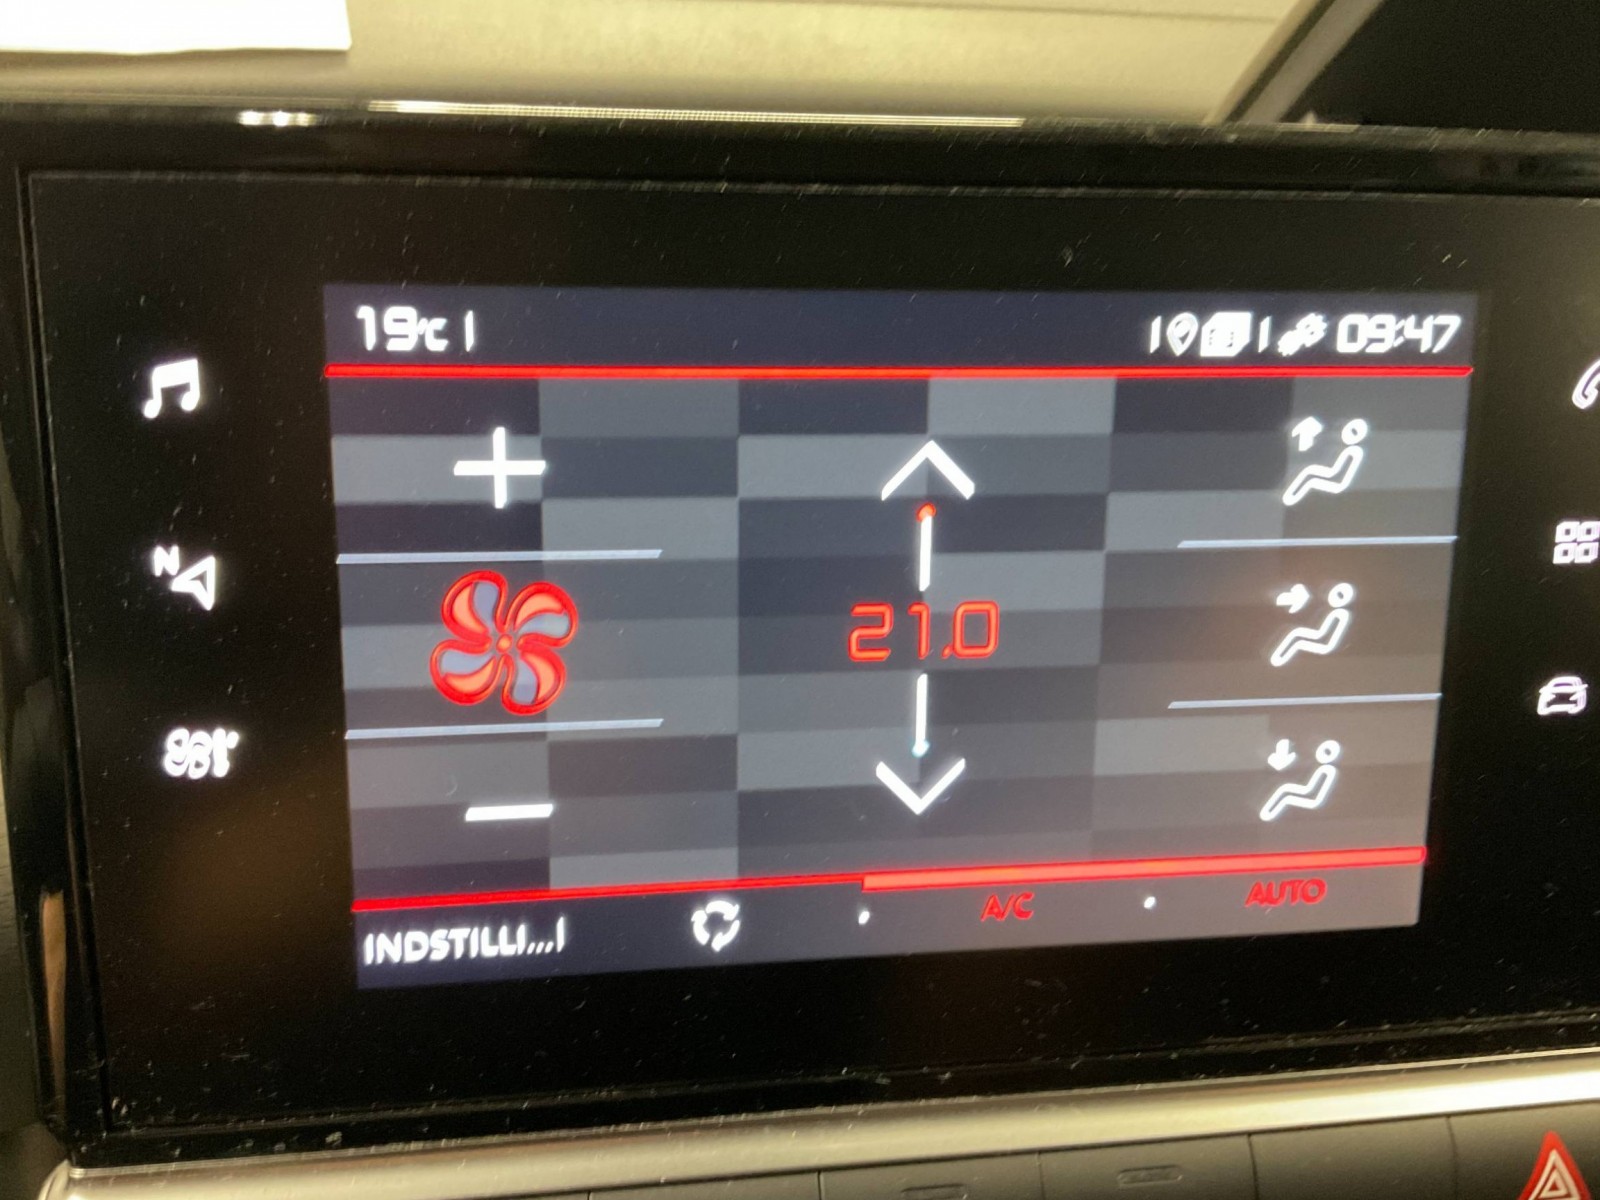 19°C
09:47
N
21.0
INDSTILLI...
A/C
AUTO